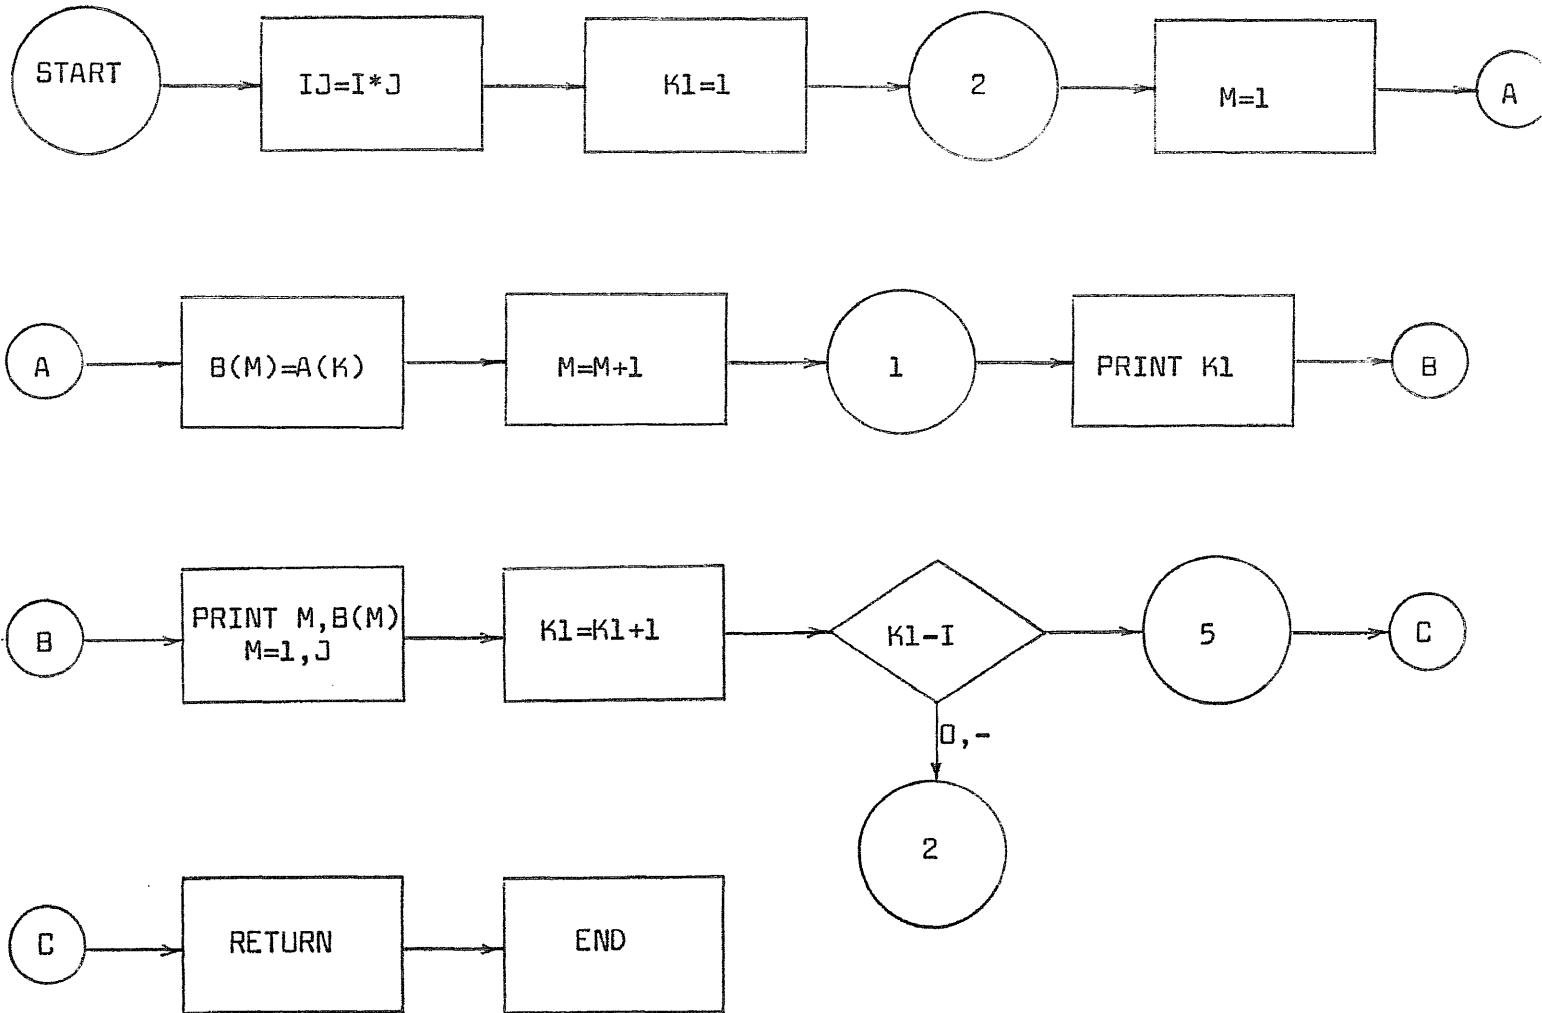 START
IJ=I*J
K1=1
2
M=1
A
A
B(M)=A(K)
M=M+1
1
PRINT K1
B
B
PRINT M,B(M)
M=1,J
K1=K1+1
K1-I
5
C
0,-
2
C
RETURN
END